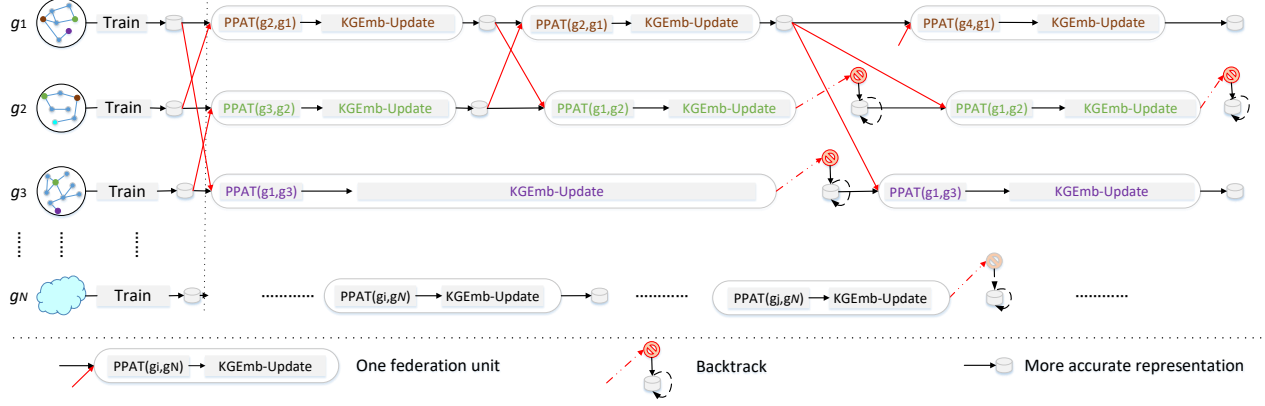 g1 Train PPAT(g2,g1) KGEmb-Update PPAT(g2,g1) KGEmb-Update PPAT(g4,g1) KGEmb-Update
g2 Train PPAT(g3,g2) KGEmb-Update PPAT(g1,g2) KGEmb-Update PPAT(g1,g2) KGEmb-Update
g3 Train PPAT(g1,g3) KGEmb-Update PPAT(g1,g3) KGEmb-Update
gN Train PPAT(gi,gN) KGEmb-Update PPAT(gj,gN) KGEmb-Update
PPAT(gi,gN) KGEmb-Update One federation unit Backtrack More accurate representation